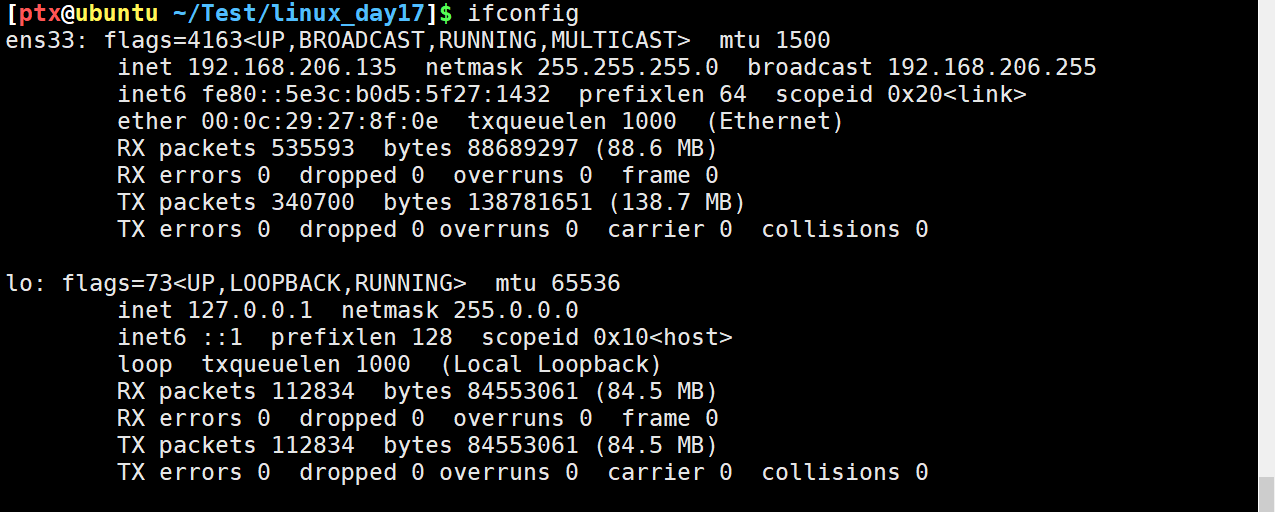 [ptx@ubuntu ~/Test/linux_day17]$ ifconfig
ens33: flags=4163<UP,BROADCAST,RUNNING,MULTICAST>  mtu 1500
        inet 192.168.206.135  netmask 255.255.255.0  broadcast 192.168.206.255
        inet6 fe80::5e3c:b0d5:5f27:1432  prefixlen 64  scopeid 0x20<link>
        ether 00:0c:29:27:8f:0e  txqueuelen 1000  (Ethernet)
        RX packets 535593  bytes 88689297 (88.6 MB)
        RX errors 0  dropped 0  overruns 0  frame 0
        TX packets 340700  bytes 138781651 (138.7 MB)
        TX errors 0  dropped 0 overruns 0  carrier 0  collisions 0

lo: flags=73<UP,LOOPBACK,RUNNING>  mtu 65536
        inet 127.0.0.1  netmask 255.0.0.0
        inet6 ::1  prefixlen 128  scopeid 0x10<host>
        loop  txqueuelen 1000  (Local Loopback)
        RX packets 112834  bytes 84553061 (84.5 MB)
        RX errors 0  dropped 0  overruns 0  frame 0
        TX packets 112834  bytes 84553061 (84.5 MB)
        TX errors 0  dropped 0 overruns 0  carrier 0  collisions 0